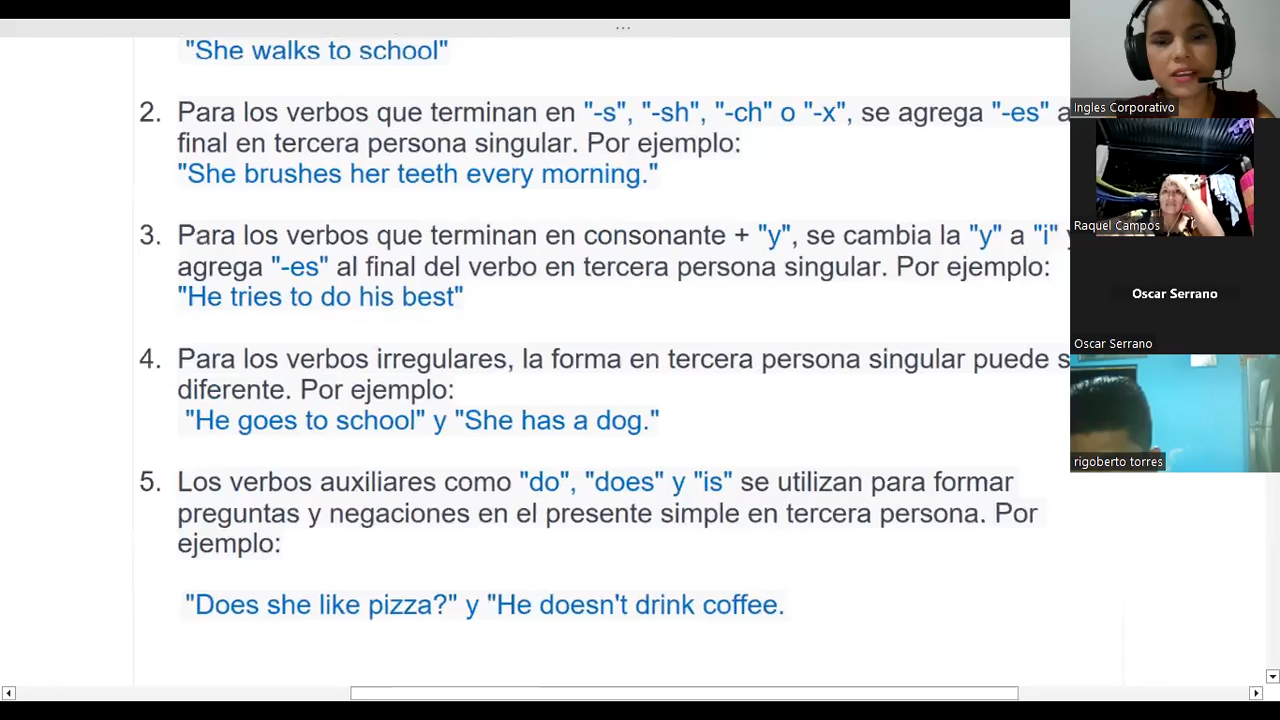 "She walks to school"
2. Para los verbos que terminan en "-s", "-sh", "-ch" o "-x", se agrega "-es" a
final en tercera persona singular. Por ejemplo:
"She brushes her teeth every morning."
3. Para los verbos que terminan en consonante + "y", se cambia la "y" a "i" y
agrega "-es" al final del verbo en tercera persona singular. Por ejemplo:
"He tries to do his best"
4. Para los verbos irregulares, la forma en tercera persona singular puede s
diferente. Por ejemplo:
"He goes to school" y "She has a dog."
5. Los verbos auxiliares como "do", "does" y "is" se utilizan para formar
preguntas y negaciones en el presente simple en tercera persona. Por
ejemplo:
"Does she like pizza?" y "He doesn't drink coffee.
Ingles Corporativo
Raquel Campos
Oscar Serrano
Oscar Serrano
rigoberto torres